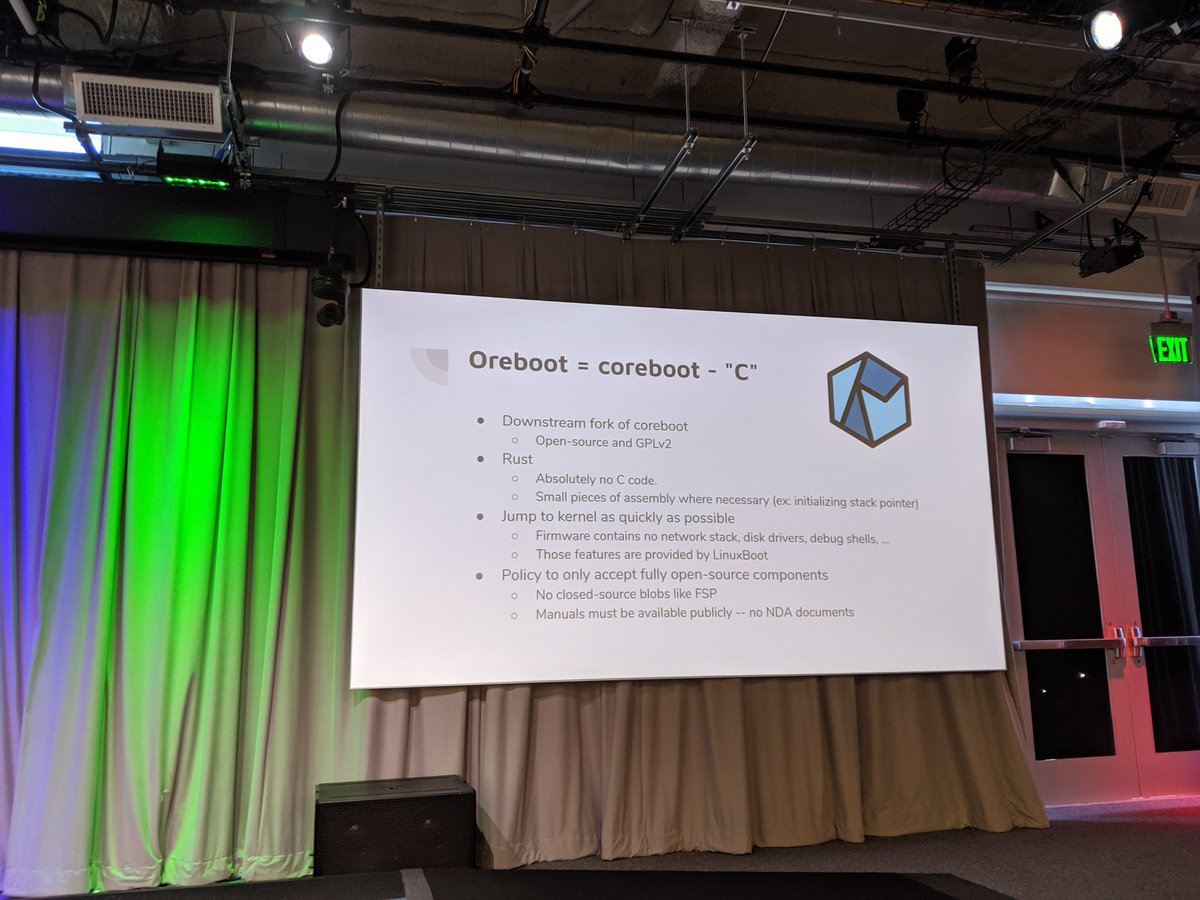 Oreboot = coreboot - "C"
● Downstream fork of coreboot
○ Open-source and GPLv2
● Rust
○ Absolutely no C code.
○ Small pieces of assembly where necessary (ex: initializing stack pointer)
● Jump to kernel as quickly as possible
○ Firmware contains no network stack, disk drivers, debug shells, ...
○ Those features are provided by LinuxBoot
● Policy to only accept fully open-source components
○ No closed-source blobs like FSP
○ Manuals must be available publicly -- no NDA documents
EXIT